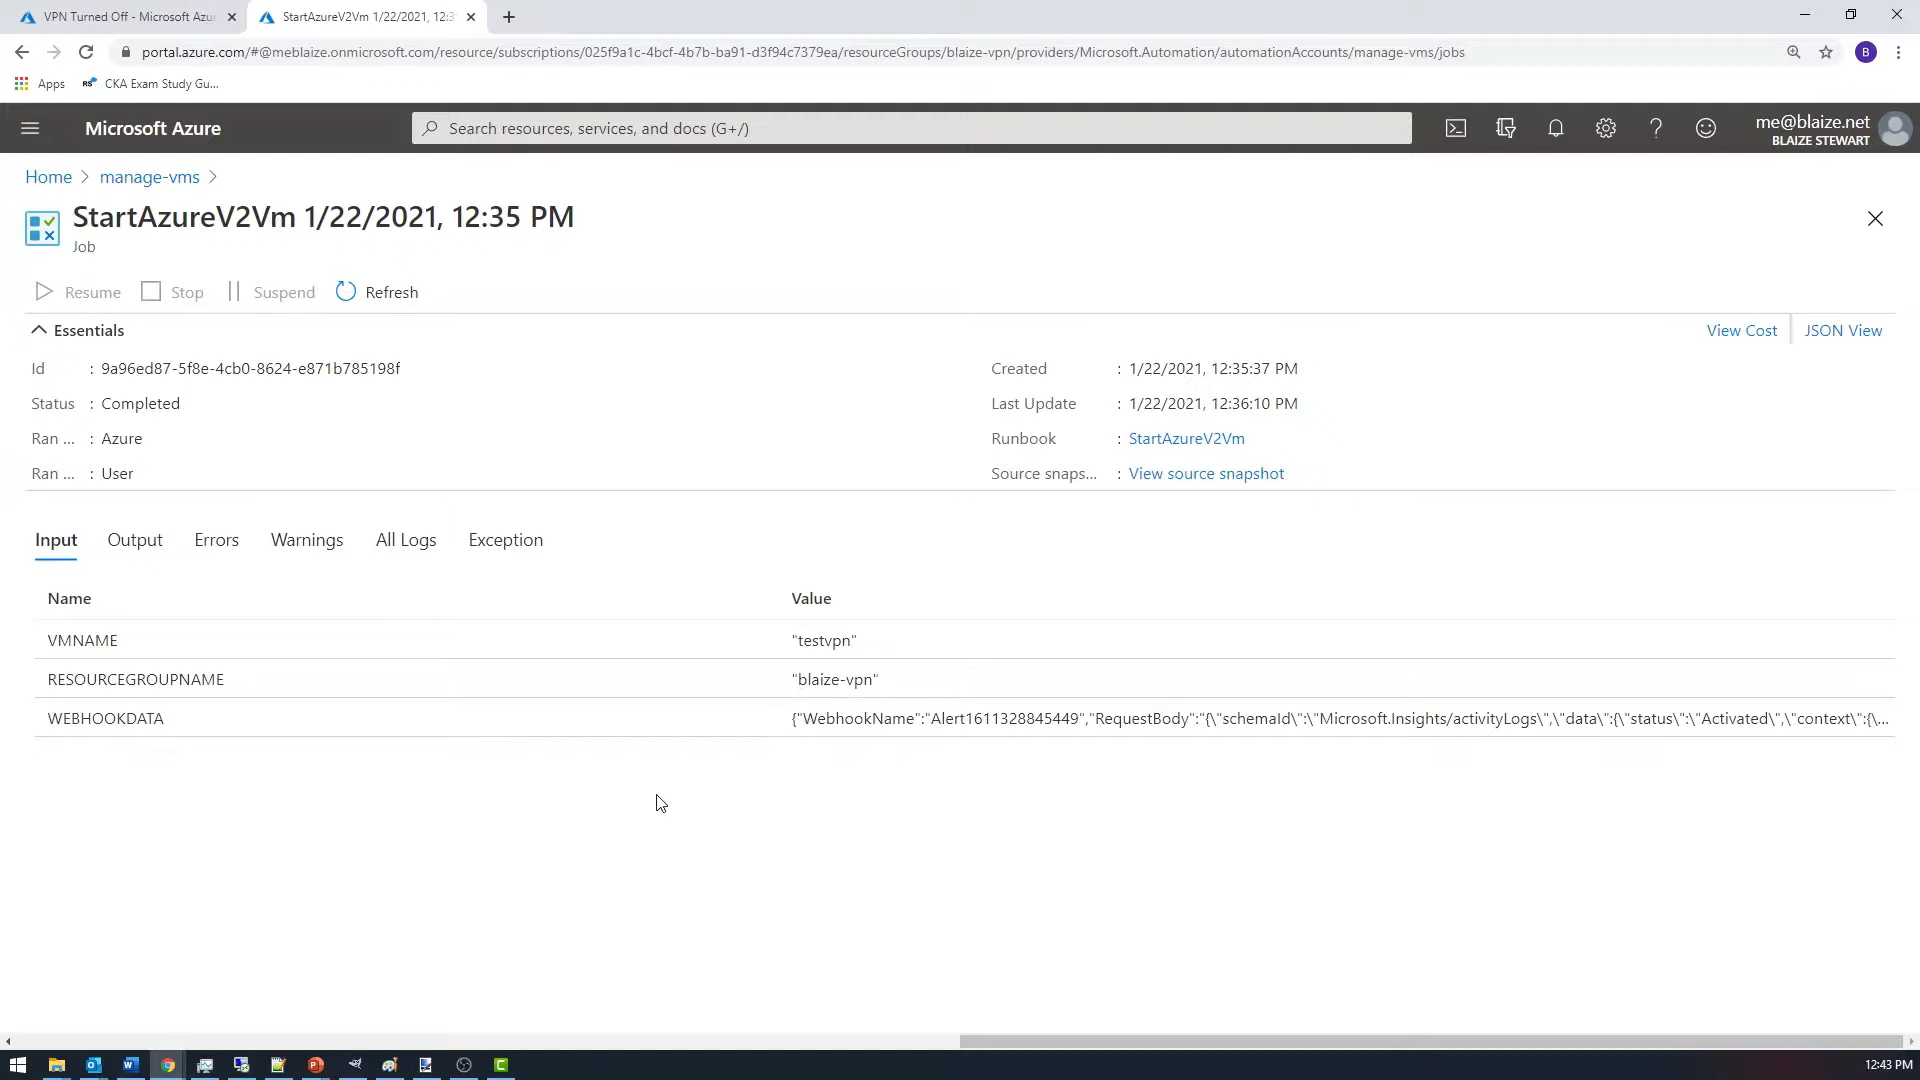 VPN Turned Off - Microsoft Azu
StartAzureV2Vm 1/22/2021, 12:3
portal.azure.com/#@meblaize.onmicrosoft.com/resource/subscriptions/025f9a1c-4bcf-4b7b-ba91-d3f94c7379ea/resourceGroups/blaize-vpn/providers/Microsoft.Automation/automationAccounts/manage-vms/jobs
B
Apps
RS
CKA Exam Study Gu...
Microsoft Azure
Search resources, services, and docs (G+/)
me@blaize.net
BLAIZE STEWART
Home > manage-vms >
StartAzureV2Vm 1/22/2021, 12:35 PM
Job
Resume Stop Suspend Refresh
Essentials
View Cost JSON View
Id : 9a96ed87-5f8e-4cb0-8624-e871b785198f
Created : 1/22/2021, 12:35:37 PM
Status : Completed
Last Update : 1/22/2021, 12:36:10 PM
Ran ... : Azure
Runbook : StartAzureV2Vm
Ran ... : User
Source snaps... : View source snapshot
Input Output Errors Warnings All Logs Exception
Name Value
VMNAME "testvpn"
RESOURCEGROUPNAME "blaize-vpn"
WEBHOOKDATA {"WebhookName":"Alert1611328845449","RequestBody":"{\"schemaId\":\"Microsoft.Insights/activityLogs\",\"data\":{\"status\":\"Activated\",\"context\":{\...
12:43 PM